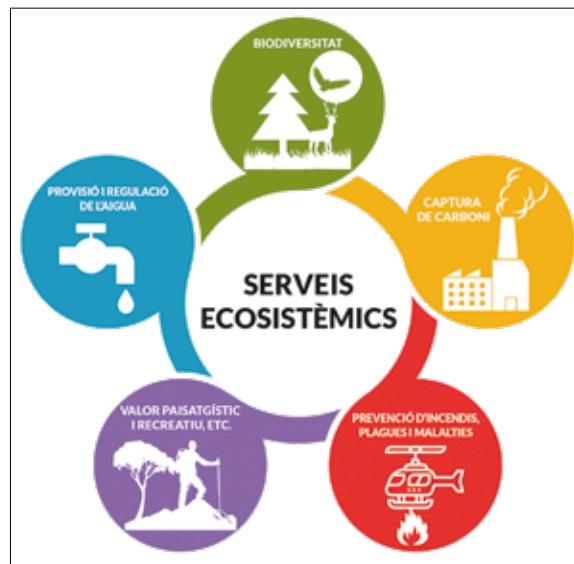 BIODIVERSITAT
PROVISIÓ I REGULACIÓ
DE L'AIGUA
CAPTURA
DE CARBONI
SERVEIS
ECOSISTÈMICS
VALOR PAISATGÍSTIC
I RECREATIU, ETC.
PREVENCIÓ D'INCENDIS,
PLAGUES I MALALTIES